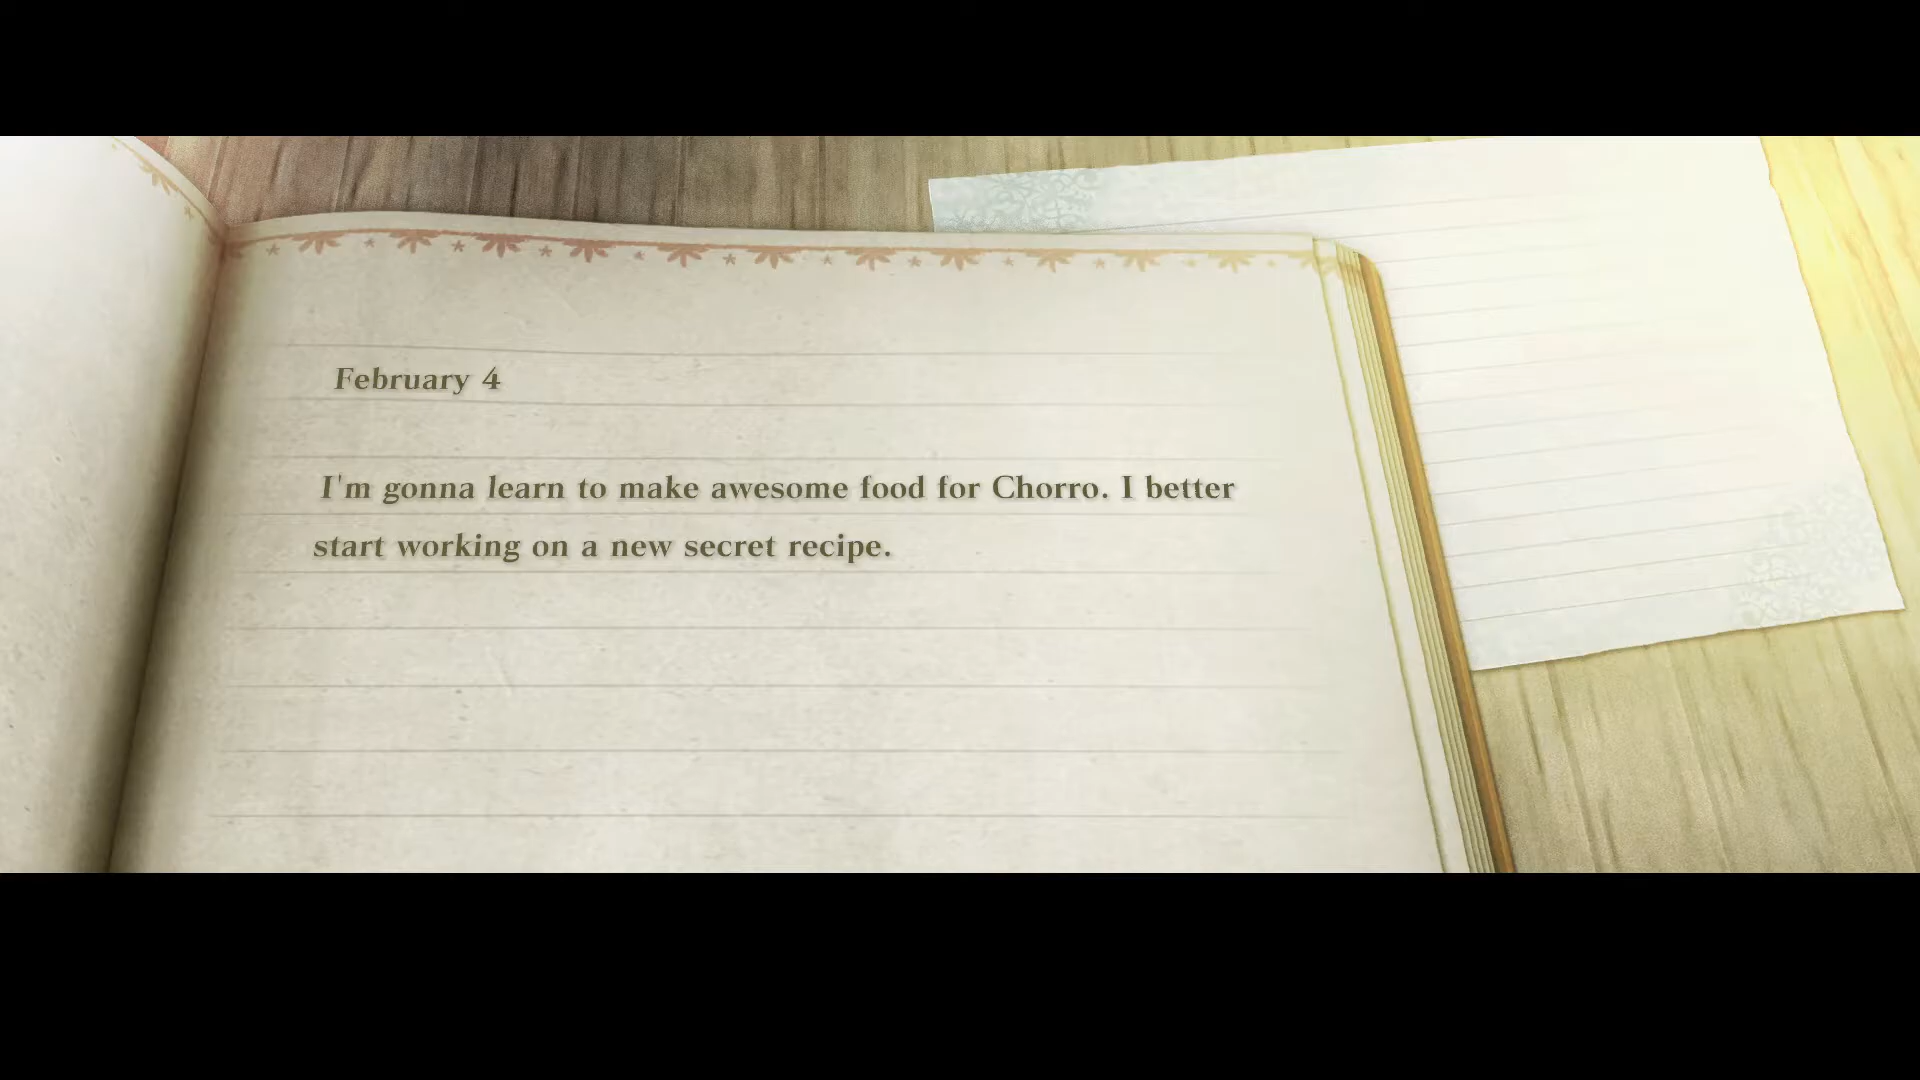 February 4
I'm gonna learn to make awesome food for Chorro. I better
start working on a new secret recipe.